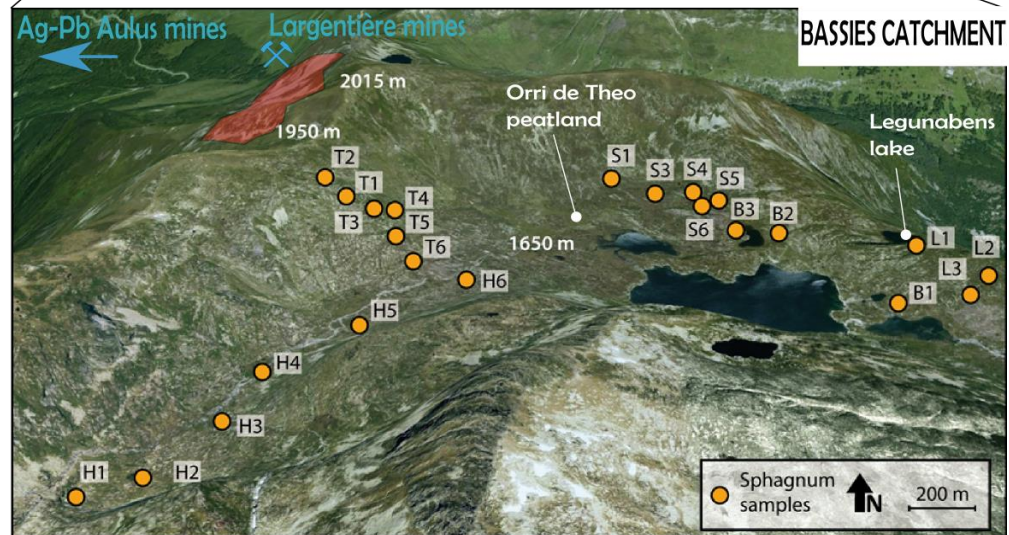 Ag-Pb Aulus mines
Largentière mines
BASSIES CATCHMENT
2015 m
1950 m
Orri de Theo
peatland
Legunabens
lake
T2
T1
T3
T4
T5
T6
S1
S3
S4
S5
S6
B3
B2
1650 m
L1
L2
L3
B1
H6
H5
H4
H3
H2
H1
Sphagnum
samples
N
200 m